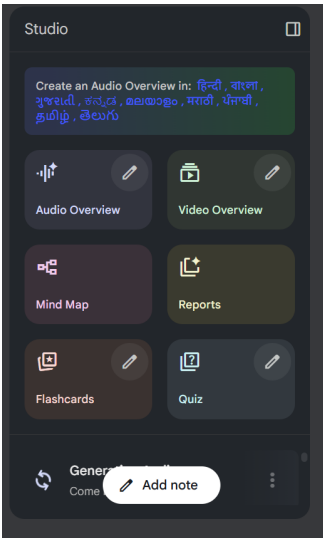 Studio
Create an Audio Overview in: हिन्दी , বাংলা ,
ગુજરાતી , ಕನ್ನಡ , മലയാളം , मराठी , ਪੰਜਾਬੀ ,
தமிழ் , తెలుగు
Audio Overview
Video Overview
Mind Map
Reports
Flashcards
Quiz
Come
Add note